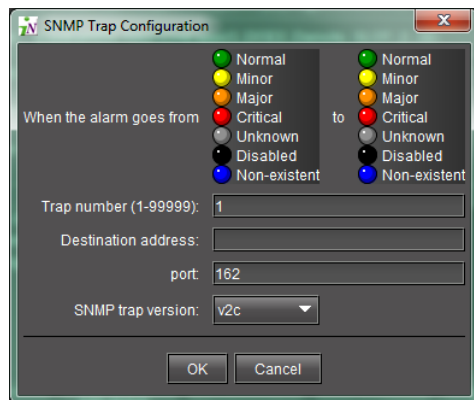 SNMP Trap Configuration
When the alarm goes from
Normal
Minor
Major
Critical
Unknown
Disabled
Non-existent
to
Normal
Minor
Major
Critical
Unknown
Disabled
Non-existent
Trap number (1-99999): 1
Destination address:
port: 162
SNMP trap version: v2c
OK Cancel